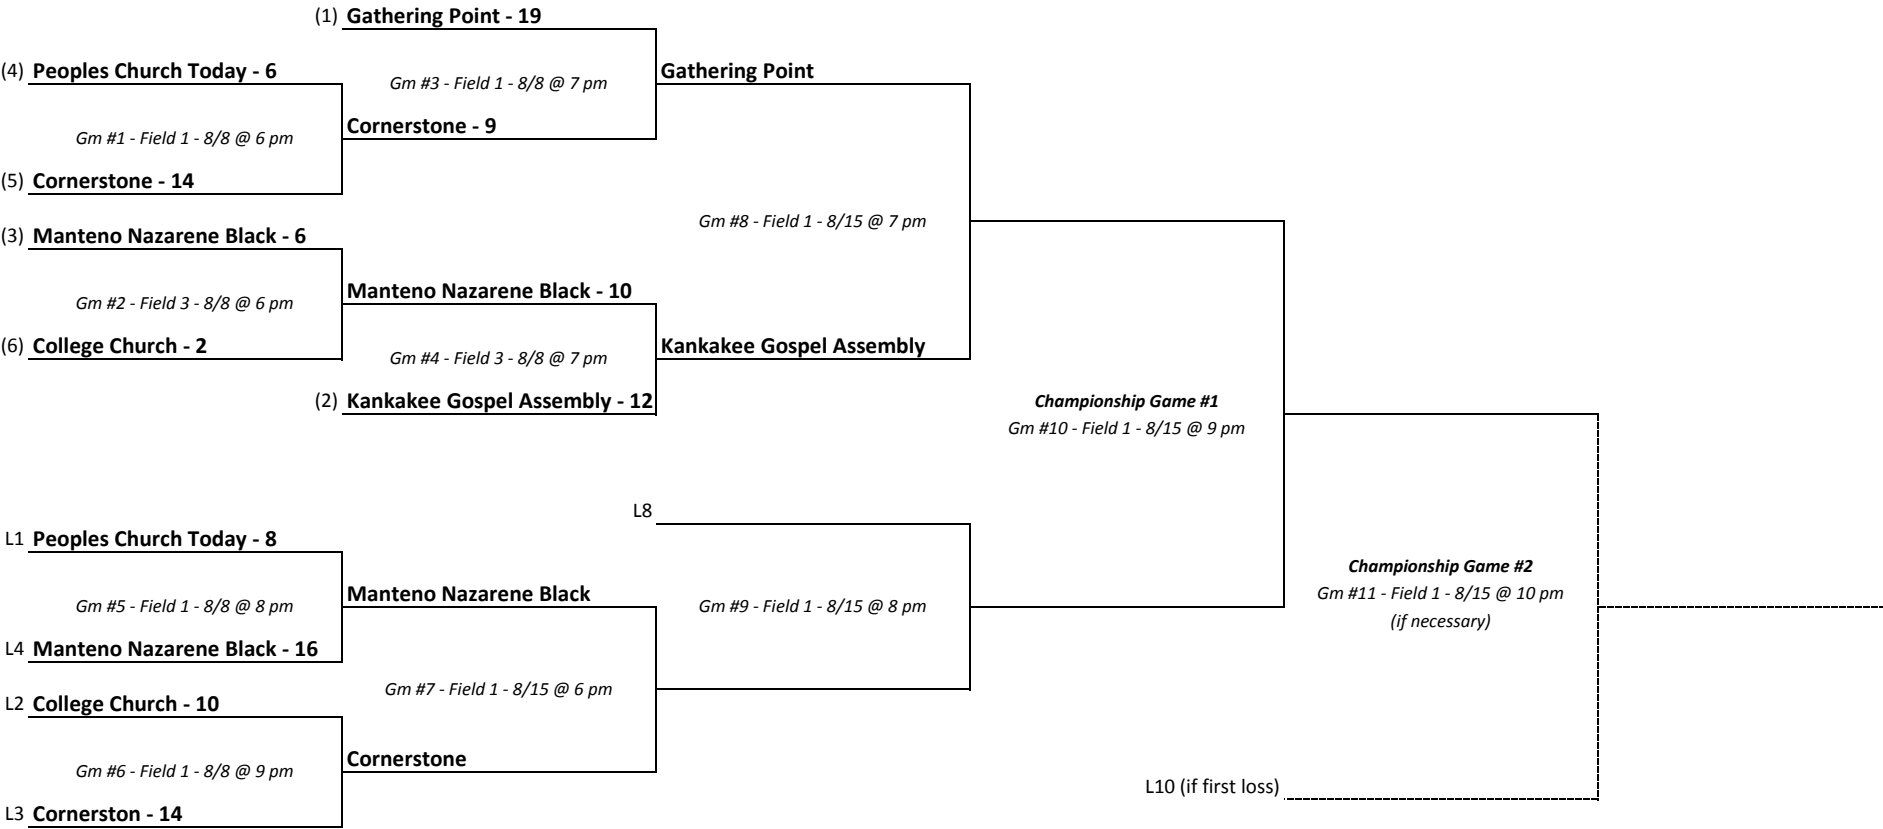 (1) Gathering Point - 19
(4) Peoples Church Today - 6
Gm #3 - Field 1 - 8/8 @ 7 pm
Gathering Point
Gm #1 - Field 1 - 8/8 @ 6 pm
Cornerstone - 9
(5) Cornerstone - 14
(3) Manteno Nazarene Black - 6
Gm #8 - Field 1 - 8/15 @ 7 pm
Gm #2 - Field 3 - 8/8 @ 6 pm
Manteno Nazarene Black - 10
(6) College Church - 2
Gm #4 - Field 3 - 8/8 @ 7 pm
Kankakee Gospel Assembly
(2) Kankakee Gospel Assembly - 12
Championship Game #1
Gm #10 - Field 1 - 8/15 @ 9 pm
L8
L1 Peoples Church Today - 8
Gm #5 - Field 1 - 8/8 @ 8 pm
Manteno Nazarene Black
Gm #9 - Field 1 - 8/15 @ 8 pm
Championship Game #2
Gm #11 - Field 1 - 8/15 @ 10 pm
(if necessary)
L4 Manteno Nazarene Black - 16
L2 College Church - 10
Gm #7 - Field 1 - 8/15 @ 6 pm
Gm #6 - Field 1 - 8/8 @ 9 pm
Cornerstone
L3 Cornerston - 14
L10 (if first loss)